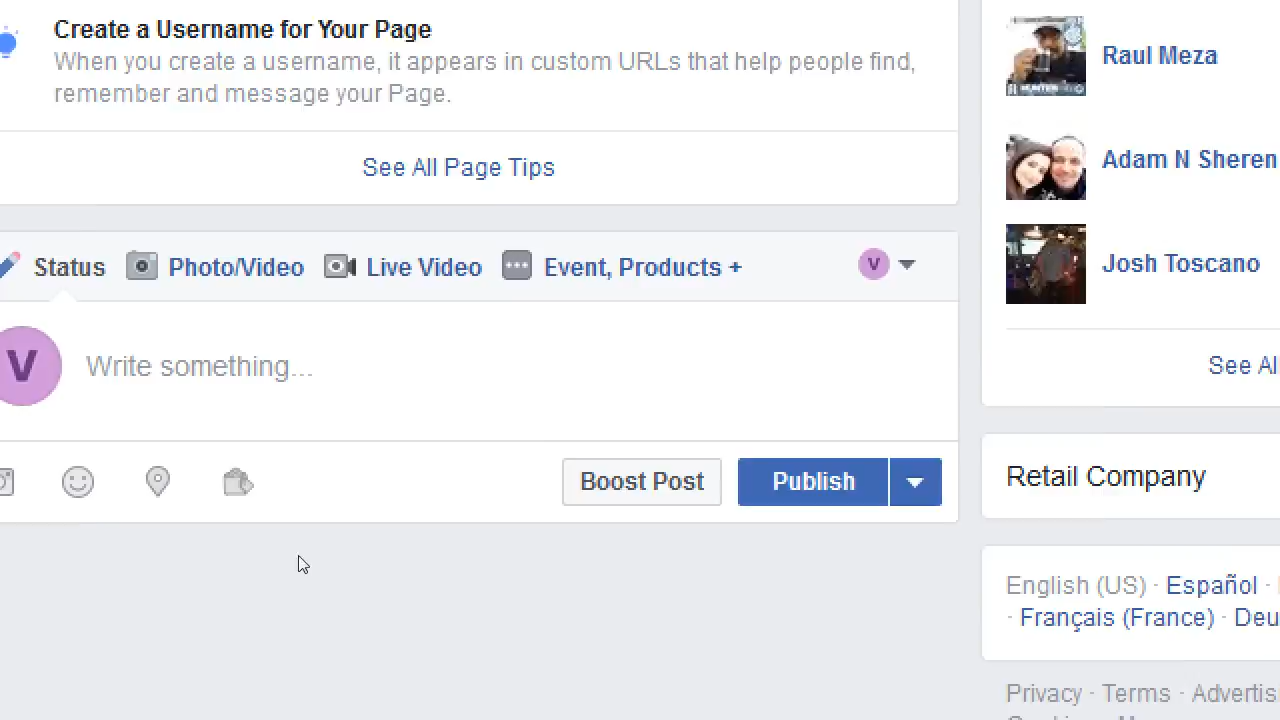 Create a Username for Your Page
When you create a username, it appears in custom URLs that help people find,
remember and message your Page.
See All Page Tips
Status
Photo/Video
Live Video
Event, Products +
V
V
Write something...
Boost Post
Publish
Raul Meza
Adam N Sheren
Josh Toscano
See Al
Retail Company
English (US) · Español ·
· Français (France) · Deu
Privacy · Terms · Advertis